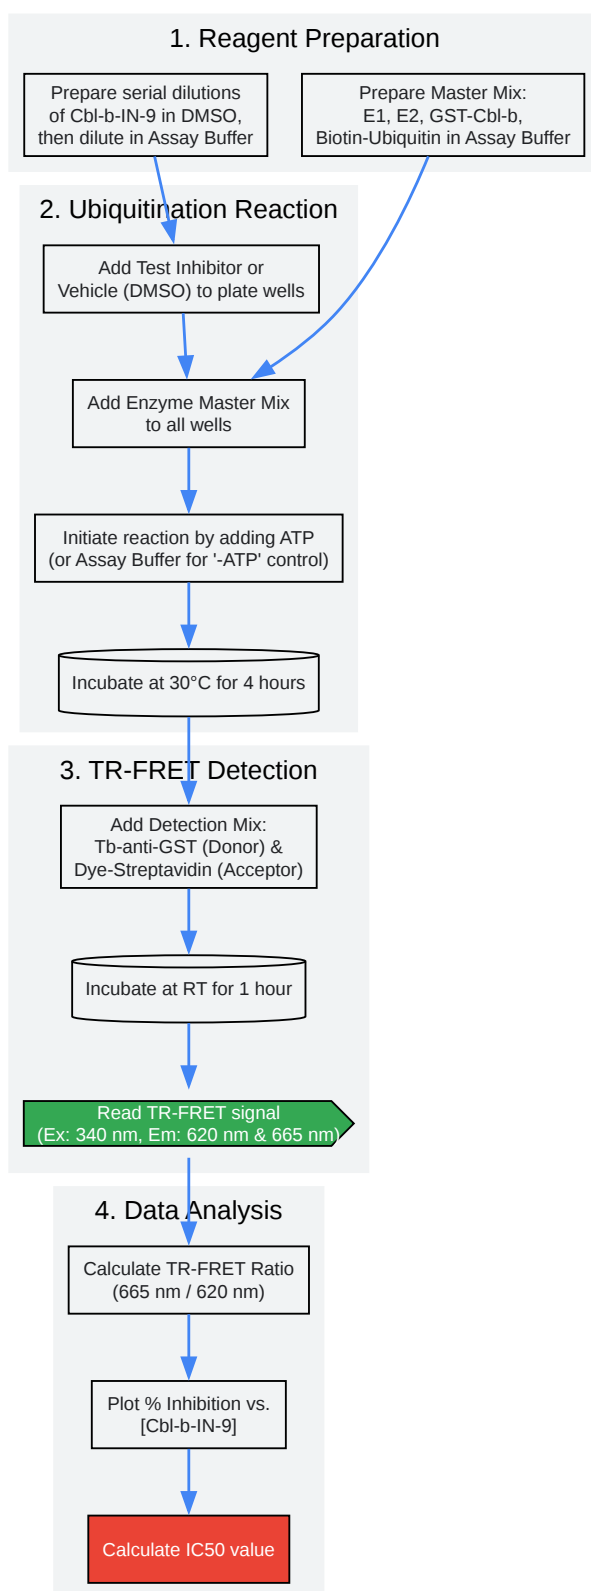 1. Reagent Preparation
Prepare serial dilutions
of Cbl-b-IN-9 in DMSO,
then dilute in Assay Buffer
Prepare Master Mix:
E1, E2, GST-Cbl-b,
Biotin-Ubiquitin in Assay Buffer
2. Ubiquitination Reaction
Add Test Inhibitor or
Vehicle (DMSO) to plate wells
Add Enzyme Master Mix
to all wells
Initiate reaction by adding ATP
(or Assay Buffer for '-ATP' control)
Incubate at 30°C for 4 hours
3. TR-FRET Detection
Add Detection Mix:
Tb-anti-GST (Donor) &
Dye-Streptavidin (Acceptor)
Incubate at RT for 1 hour
Read TR-FRET signal
(Ex: 340 nm, Em: 620 nm & 665 nm)
4. Data Analysis
Calculate TR-FRET Ratio
(665 nm / 620 nm)
Plot % Inhibition vs.
[Cbl-b-IN-9]
Calculate IC50 value